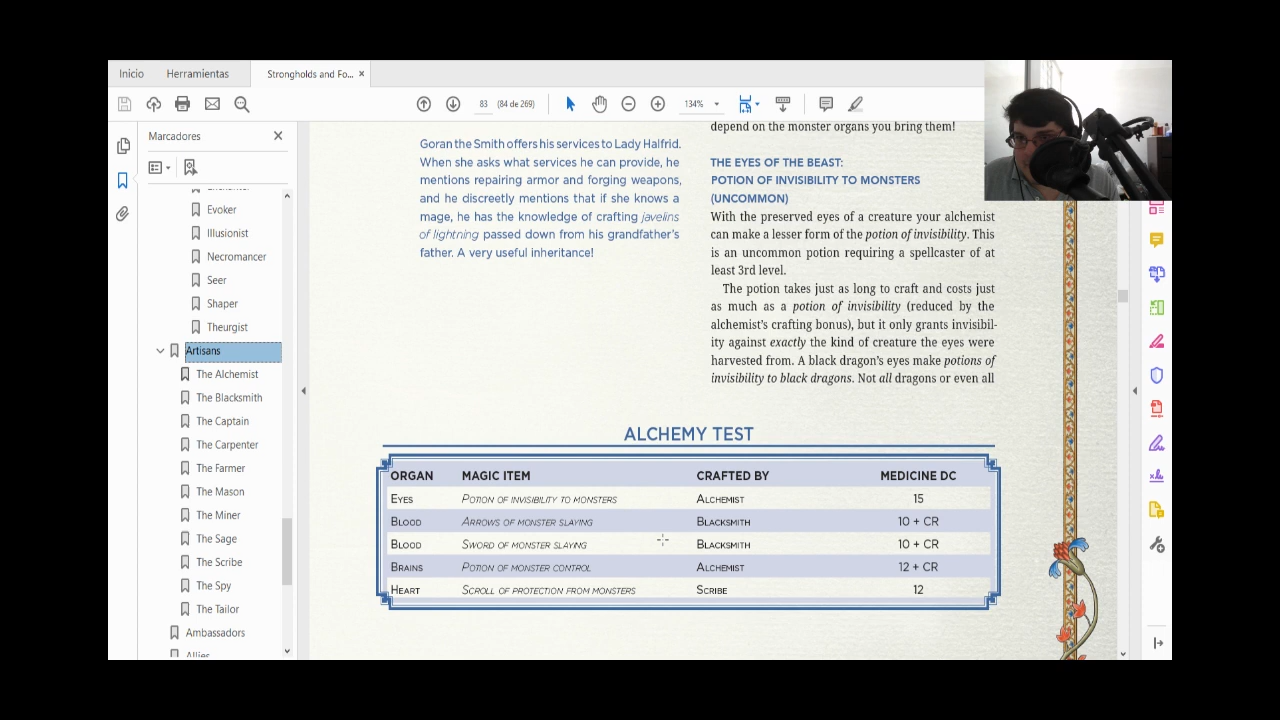 Inicio
Herramientas
Strongholds and Fo... ×
83 (84 de 269)
134%
Marcadores
Evoker
Illusionist
Necromancer
Seer
Shaper
Theurgist
Artisans
The Alchemist
The Blacksmith
The Captain
The Carpenter
The Farmer
The Mason
The Miner
The Sage
The Scribe
The Spy
The Tailor
Ambassadors
Allies
Goran the Smith offers his services to Lady Halfrid.
When she asks what services he can provide, he
mentions repairing armor and forging weapons,
and he discreetly mentions that if she knows a
mage, he has the knowledge of crafting javelins
of lightning passed down from his grandfather's
father. A very useful inheritance!
depend on the monster organs you bring them!
THE EYES OF THE BEAST:
POTION OF INVISIBILITY TO MONSTERS
(UNCOMMON)
With the preserved eyes of a creature your alchemist
can make a lesser form of the potion of invisibility. This
is an uncommon potion requiring a spellcaster of at
least 3rd level.
The potion takes just as long to craft and costs just
as much as a potion of invisibility (reduced by the
alchemist's crafting bonus), but it only grants invisibil-
ity against exactly the kind of creature the eyes were
harvested from. A black dragon's eyes make potions of
invisibility to black dragons. Not all dragons or even all
ALCHEMY TEST
ORGAN MAGIC ITEM CRAFTED BY MEDICINE DC
EYES POTION OF INVISIBILITY TO MONSTERS ALCHEMIST 15
BLOOD ARROWS OF MONSTER SLAYING BLACKSMITH 10 + CR
BLOOD SWORD OF MONSTER SLAYING BLACKSMITH 10 + CR
BRAINS POTION OF MONSTER CONTROL ALCHEMIST 12 + CR
HEART SCROLL OF PROTECTION FROM MONSTERS SCRIBE 12